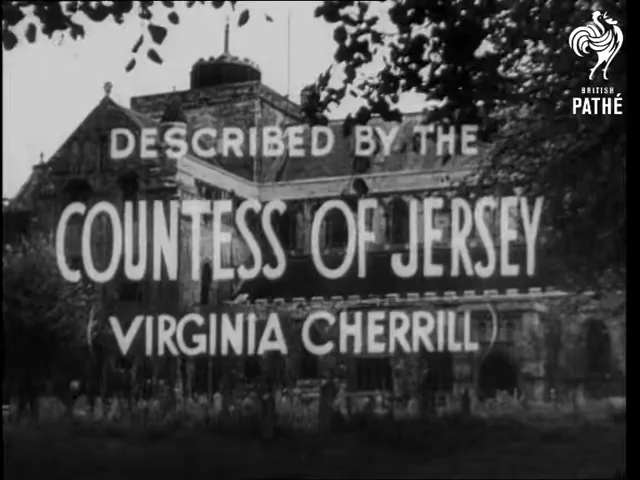 BRITISH
PATHÉ
DESCRIBED BY THE
COUNTESS OF JERSEY
(VIRGINIA CHERRILL)